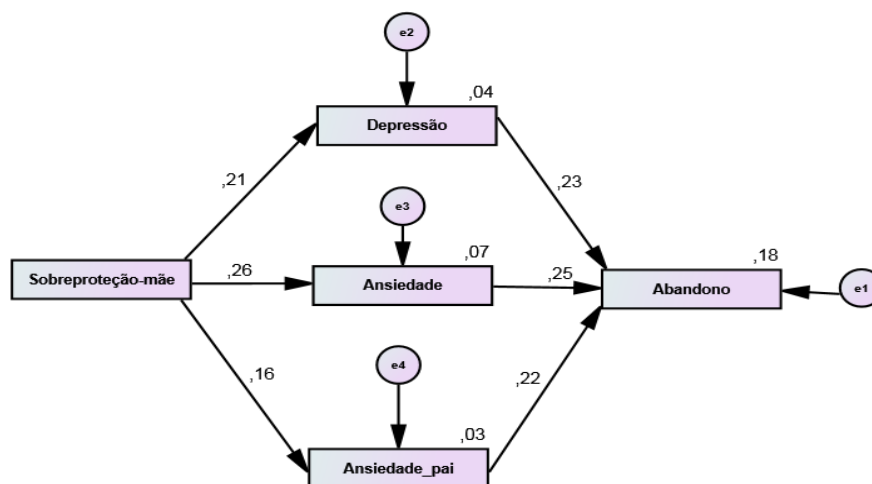 e2
,04
Depressão
,21
,23
e3
,07
,18
Sobreproteção-mãe
,26
Ansiedade
,25
Abandono
e1
e4
,16
,22
,03
Ansiedade_pai